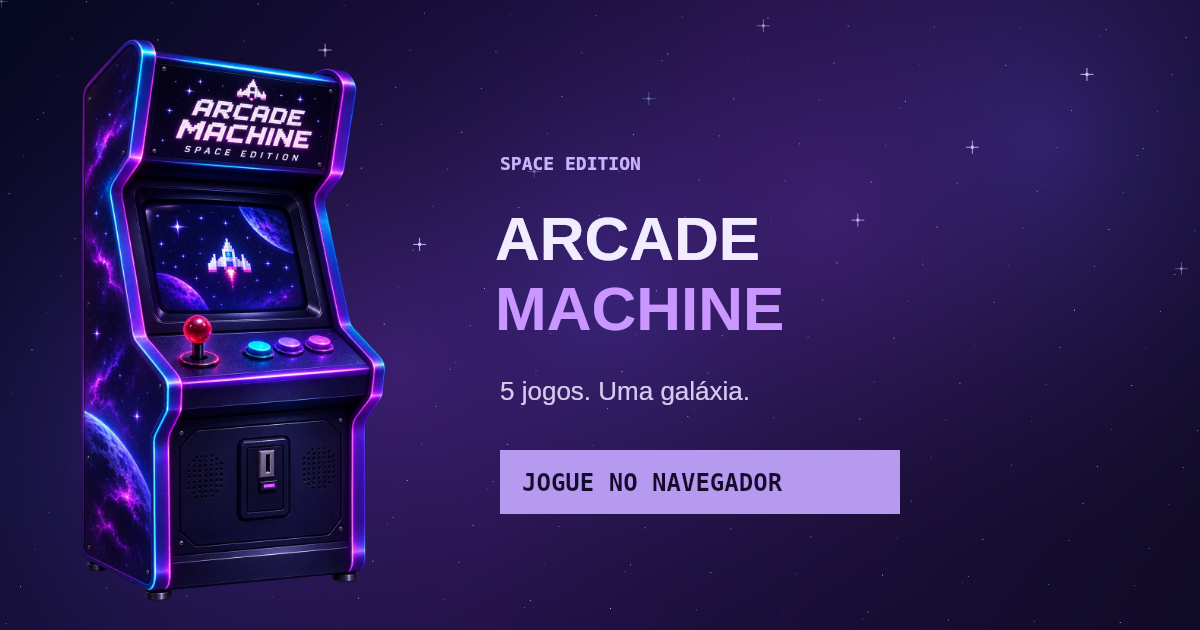 ARCADE
MACHINE
SPACE EDITION
SPACE EDITION
ARCADE
MACHINE
5 jogos. Uma galáxia.
JOGUE NO NAVEGADOR